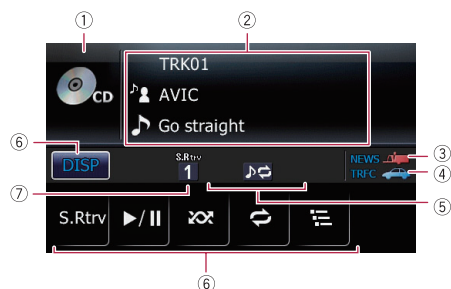 ① ②
TRK01
CD
AVIC
Go straight
⑥
DISP
S.Rtrv
1
NEWS ③
TRFC ④
⑦ ⑤
S.Rtrv
⑥